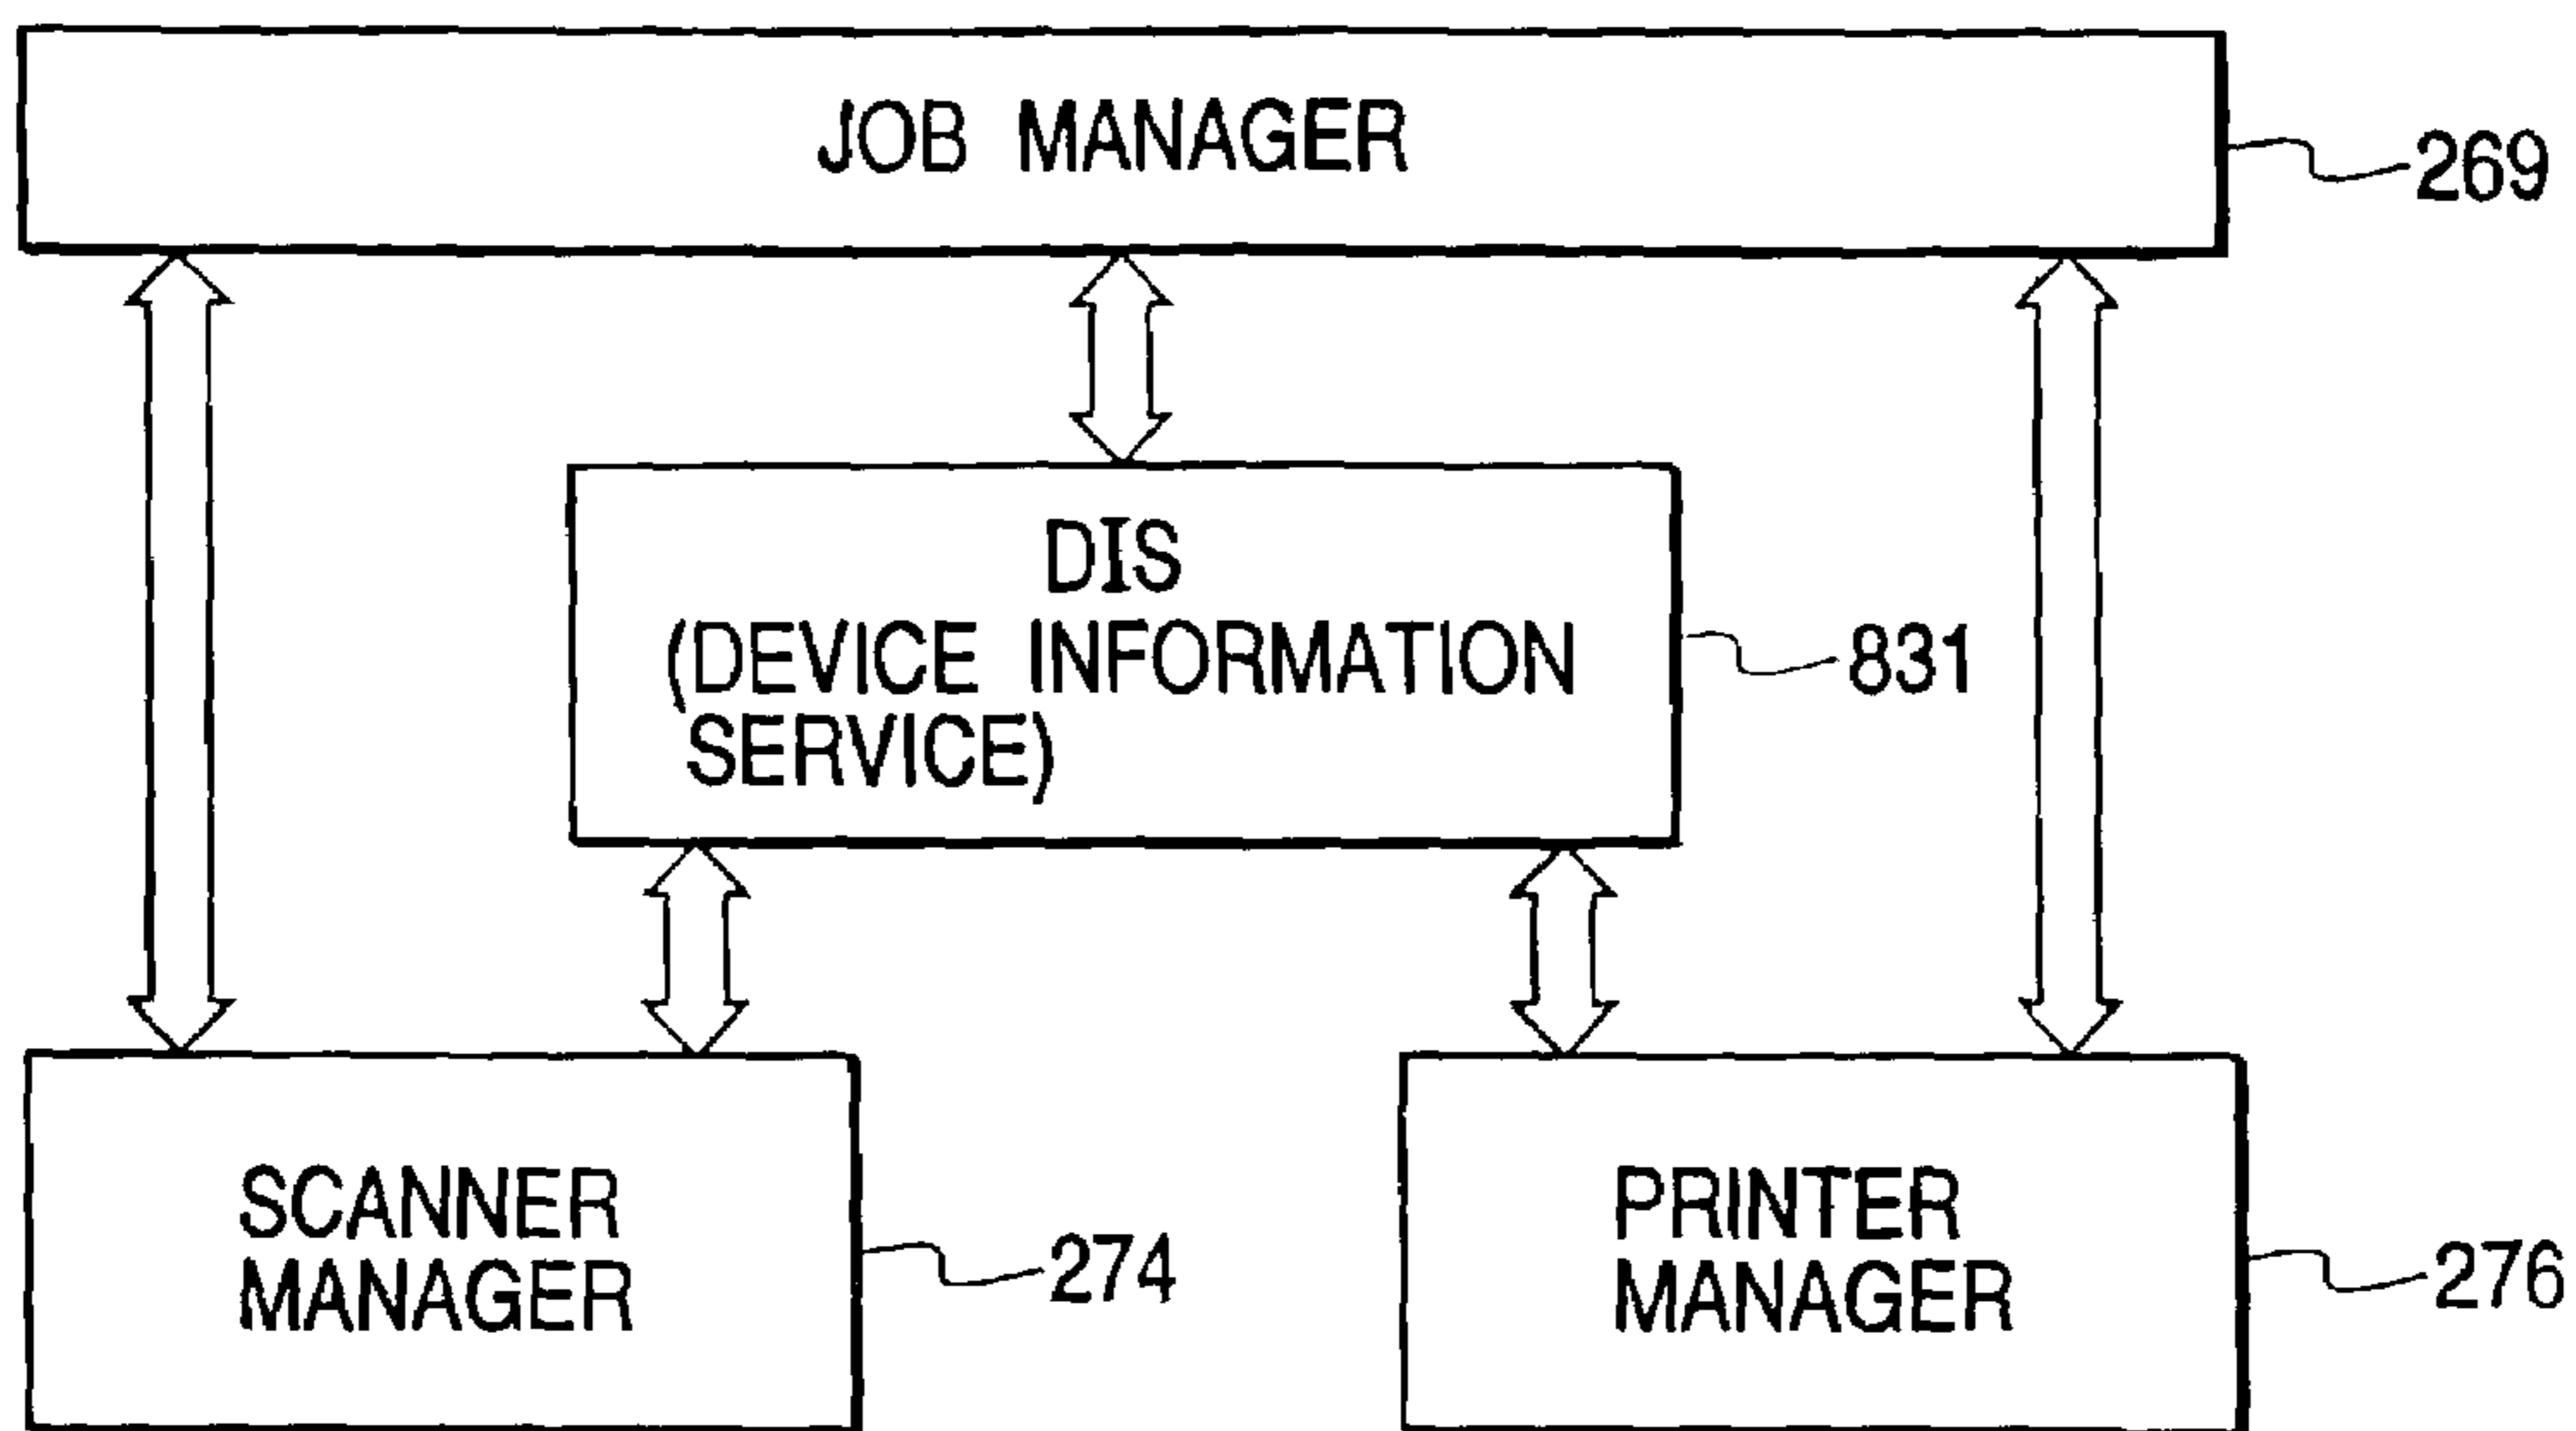 JOB MANAGER
269
DIS
(DEVICE INFORMATION
SERVICE)
831
SCANNER
MANAGER
274
PRINTER
MANAGER
276